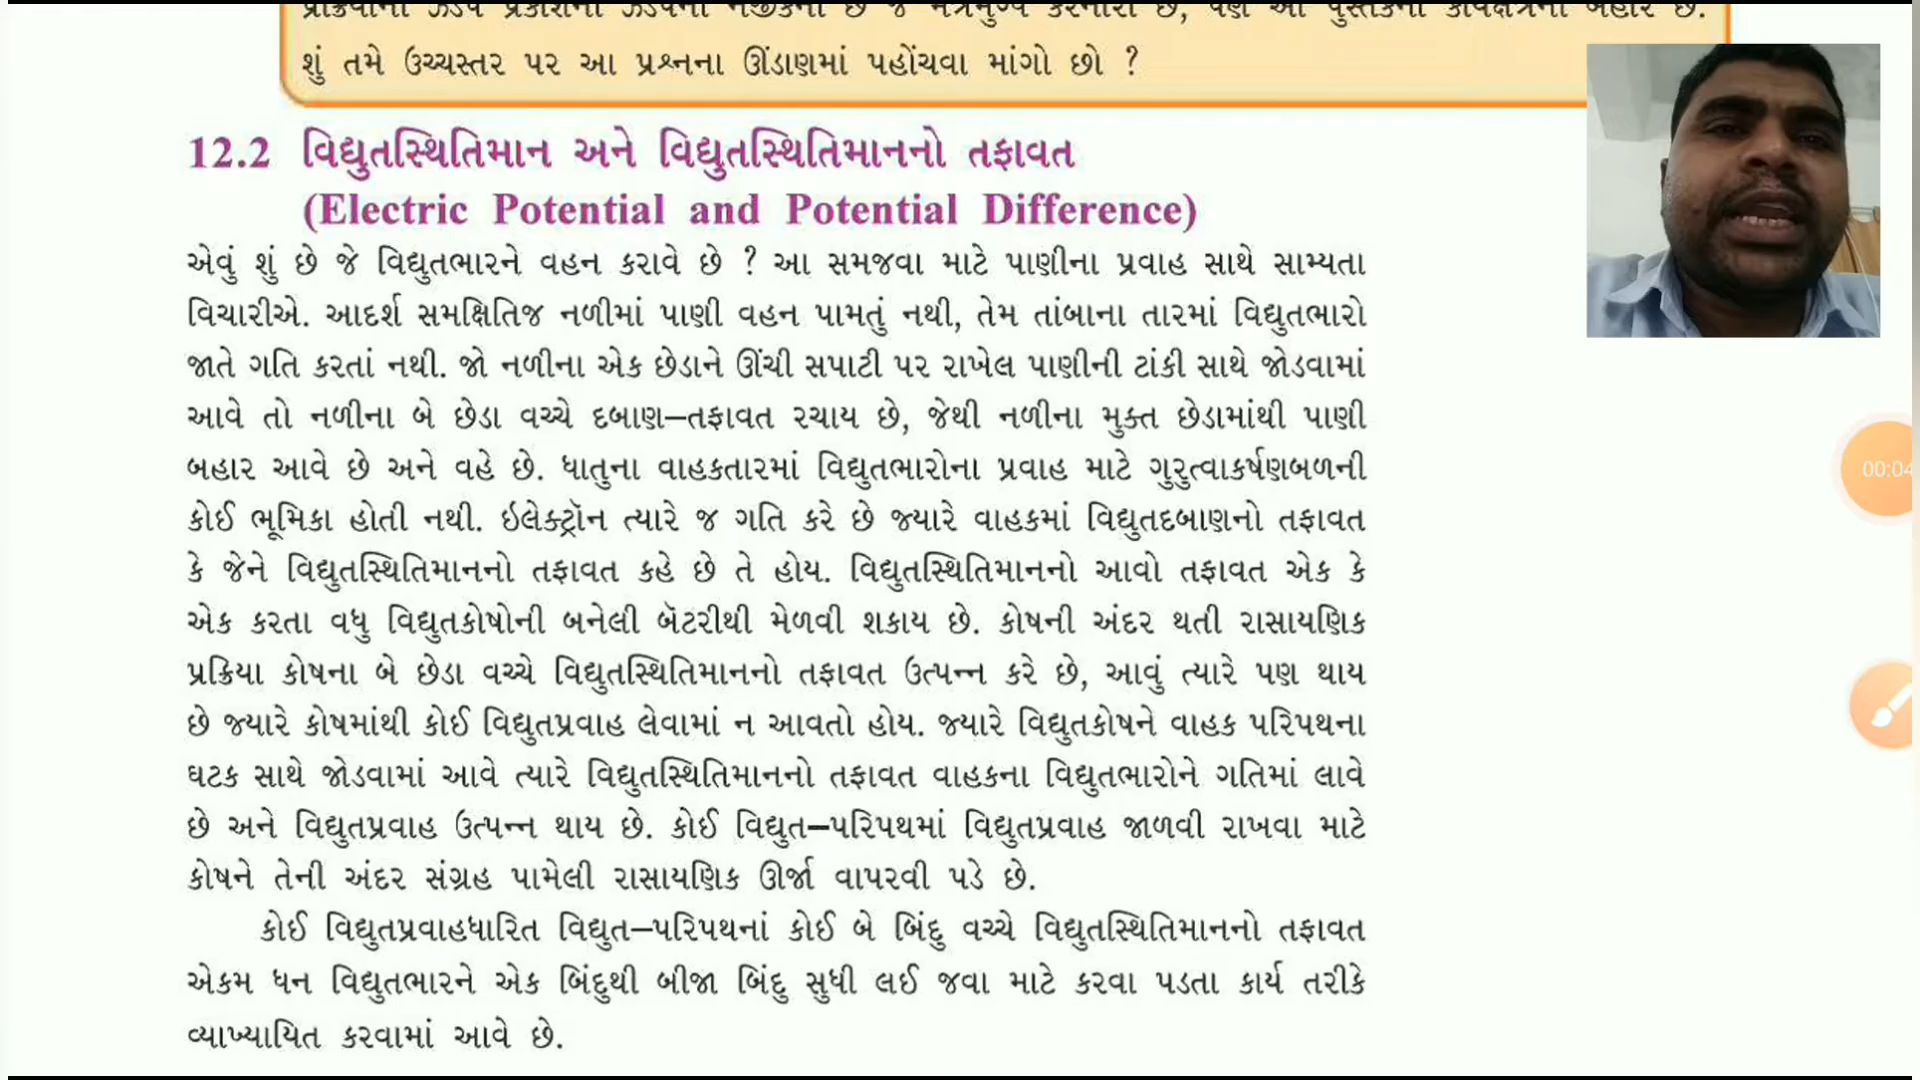 શું તમે ઉચ્ચસ્તર પર આ પ્રશ્નના ઊંડાણમાં પહોંચવા માંગો છો ?
12.2 વિદ્યુતસ્થિતિમાન અને વિદ્યુતસ્થિતિમાનનો તફાવત
(Electric Potential and Potential Difference)
એવું શું છે જે વિદ્યુતભારને વહન કરાવે છે ? આ સમજવા માટે પાણીના પ્રવાહ સાથે સામ્યતા
વિચારીએ. આદર્શ સમક્ષિતિજ નળીમાં પાણી વહન પામતું નથી, તેમ તાંબાના તારમાં વિદ્યુતભારો
જાતે ગતિ કરતાં નથી. જો નળીના એક છેડાને ઊંચી સપાટી પર રાખેલ પાણીની ટાંકી સાથે જોડવામાં
આવે તો નળીના બે છેડા વચ્ચે દબાણ–તફાવત રચાય છે, જેથી નળીના મુક્ત છેડામાંથી પાણી
બહાર આવે છે અને વહે છે. ધાતુના વાહકતારમાં વિદ્યુતભારોના પ્રવાહ માટે ગુરુત્વાકર્ષણબળની
કોઈ ભૂમિકા હોતી નથી. ઇલેક્ટ્રૉન ત્યારે જ ગતિ કરે છે જ્યારે વાહકમાં વિદ્યુતદબાણનો તફાવત
કે જેને વિદ્યુતસ્થિતિમાનનો તફાવત કહે છે તે હોય. વિદ્યુતસ્થિતિમાનનો આવો તફાવત એક કે
એક કરતા વધુ વિદ્યુતકોષોની બનેલી બૅટરીથી મેળવી શકાય છે. કોષની અંદર થતી રાસાયણિક
પ્રક્રિયા કોષના બે છેડા વચ્ચે વિદ્યુતસ્થિતિમાનનો તફાવત ઉત્પન્ન કરે છે, આવું ત્યારે પણ થાય
છે જ્યારે કોષમાંથી કોઈ વિદ્યુતપ્રવાહ લેવામાં ન આવતો હોય. જ્યારે વિદ્યુતકોષને વાહક પરિપથના
ઘટક સાથે જોડવામાં આવે ત્યારે વિદ્યુતસ્થિતિમાનનો તફાવત વાહકના વિદ્યુતભારોને ગતિમાં લાવે
છે અને વિદ્યુતપ્રવાહ ઉત્પન્ન થાય છે. કોઈ વિદ્યુત–પરિપથમાં વિદ્યુતપ્રવાહ જાળવી રાખવા માટે
કોષને તેની અંદર સંગ્રહ પામેલી રાસાયણિક ઊર્જા વાપરવી પડે છે.
કોઈ વિદ્યુતપ્રવાહધારિત વિદ્યુત–પરિપથનાં કોઈ બે બિંદુ વચ્ચે વિદ્યુતસ્થિતિમાનનો તફાવત
એકમ ધન વિદ્યુતભારને એક બિંદુથી બીજા બિંદુ સુધી લઈ જવા માટે કરવા પડતા કાર્ય તરીકે
વ્યાખ્યાયિત કરવામાં આવે છે.
00:04